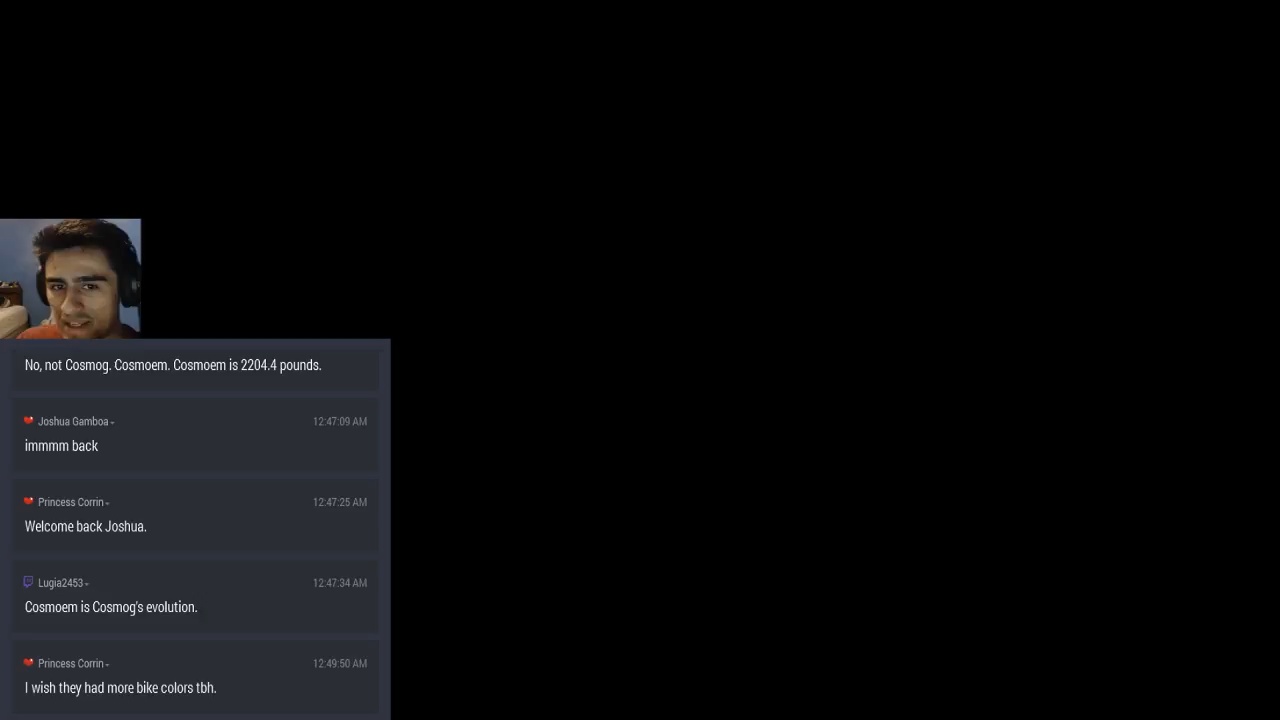 No, not Cosmog. Cosmoem. Cosmoem is 2204.4 pounds.
Joshua Gamboa 12:47:09 AM
immmm back
Princess Corrin 12:47:25 AM
Welcome back Joshua.
Lugia2453 12:47:34 AM
Cosmoem is Cosmog's evolution.
Princess Corrin 12:49:50 AM
I wish they had more bike colors tbh.